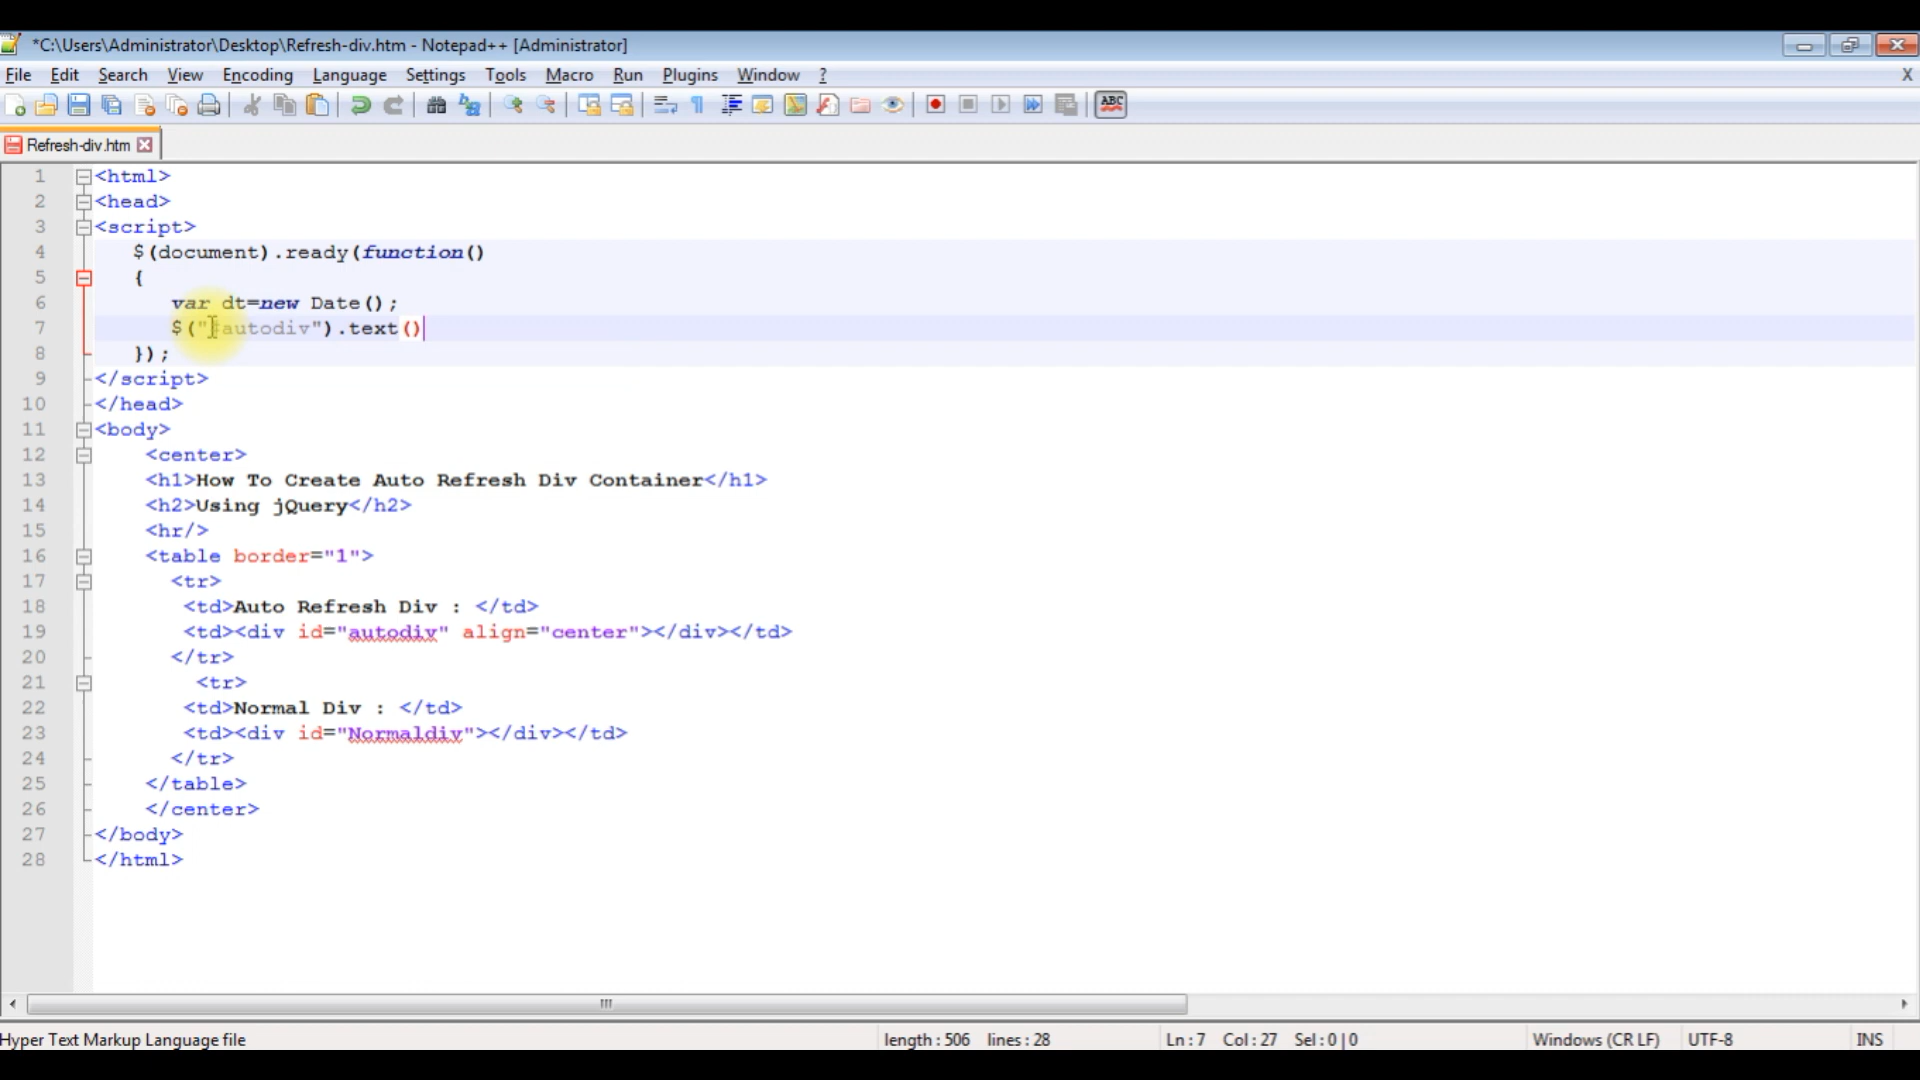 *C:\Users\Administrator\Desktop\Refresh-div.htm - Notepad++ [Administrator]
File Edit Search View Encoding Language Settings Tools Macro Run Plugins Window ? X
ABC
Refresh-div.htm
1 <html>
2 <head>
3 <script>
4 $(document).ready(function()
5 {
6 var dt=new Date();
7 $("#autodiv").text()
8 });
9 </script>
10 </head>
11 <body>
12 <center>
13 <h1>How To Create Auto Refresh Div Container</h1>
14 <h2>Using jQuery</h2>
15 <hr/>
16 <table border="1">
17 <tr>
18 <td>Auto Refresh Div : </td>
19 <td><div id="autodiv" align="center"></div></td>
20 </tr>
21 <tr>
22 <td>Normal Div : </td>
23 <td><div id="Normaldiv"></div></td>
24 </tr>
25 </table>
26 </center>
27 </body>
28 </html>
Hyper Text Markup Language file length : 506 lines : 28 Ln : 7 Col : 27 Sel : 0 | 0 Windows (CR LF) UTF-8 INS